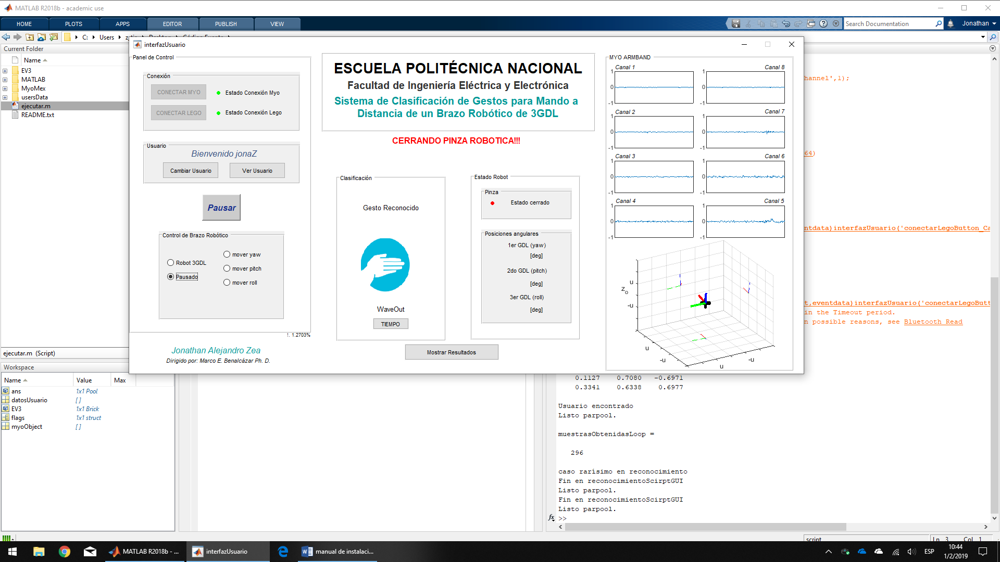 MATLAB R2018b - academic use
HOME
PLOTS
APPS
EDITOR
PUBLISH
VIEW
Search Documentation
Jonathan
C:
Users
Current Folder
Name
EV3
MATLAB
MyoMex
usersData
ejecutar.m
README.txt
ejecutar.m (Script)
Workspace
Name
Value
Max
ans
1x1 Pool
datosUsuario
[]
EV3
1x1 Brick
flags
1x1 struct
myoObject
[]
interfazUsuario
Panel de Control
Conexión
CONECTAR MYO
Estado Conexión Myo
CONECTAR LEGO
Estado Conexión Lego
Usuario
Bienvenido jonaZ
Cambiar Usuario
Ver Usuario
Pausar
Control de Brazo Robótico
Robot 3GDL
Pausado
mover yaw
mover pitch
mover roll
!. 1.2703%
Jonathan Alejandro Zea
Dirigido por: Marco E. Benalcázar Ph. D.
ESCUELA POLITÉCNICA NACIONAL
Facultad de Ingeniería Eléctrica y Electrónica
Sistema de Clasificación de Gestos para Mando a
Distancia de un Brazo Robótico de 3GDL
CERRANDO PINZA ROBOTICA!!!
Clasificación
Gesto Reconocido
WaveOut
TIEMPO
Estado Robot
Pinza
Estado cerrado
Posiciones angulares
1er GDL (yaw)
[deg]
2do GDL (pitch)
[deg]
3er GDL (roll)
[deg]
Mostrar Resultados
MYO ARMBAND
Canal 1
1
0
-1
Canal 8
1
0
-1
Canal 2
1
0
-1
Canal 7
1
0
-1
Canal 3
1
0
-1
Canal 6
1
0
-1
Canal 4
1
0
-1
Canal 5
1
0
-1
u
zo
-u
u
-u
-u
u
hannel',1);
64)
ntdata)interfazUsuario('conectarLegoButton_Ca
t,eventdata)interfazUsuario('conectarLegoButt
in the Timeout period.
n possible reasons, see Bluetooth Read
0.1127 0.7080 -0.6971
0.3341 0.6338 0.6977
Usuario encontrado
Listo parpool.
muestrasObtenidasLoop =
296
caso rarísimo en reconocimiento
Fin en reconocimientoScirptGUI
Listo parpool.
Fin en reconocimientoScirptGUI
Listo parpool.
fx >>
script
Ln 3 Col 1
MATLAB R2018b - ...
interfazUsuario
manual de instalaci...
ESP
10:44
1/2/2019